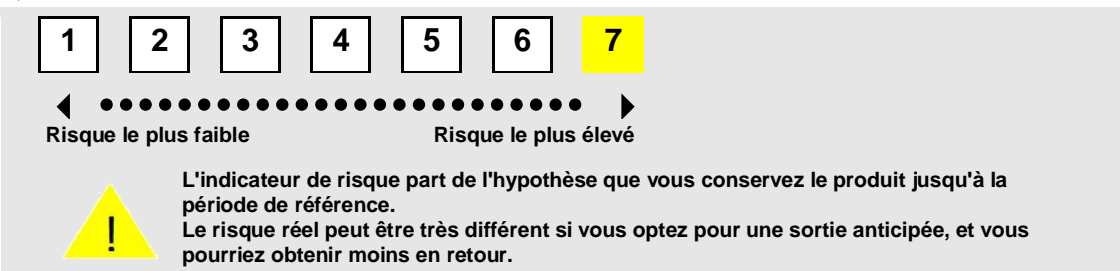 1 2 3 4 5 6 7
Risque le plus faible Risque le plus élevé
L'indicateur de risque part de l'hypothèse que vous conservez le produit jusqu'à la
période de référence.
Le risque réel peut être très différent si vous optez pour une sortie anticipée, et vous
pourriez obtenir moins en retour.
!